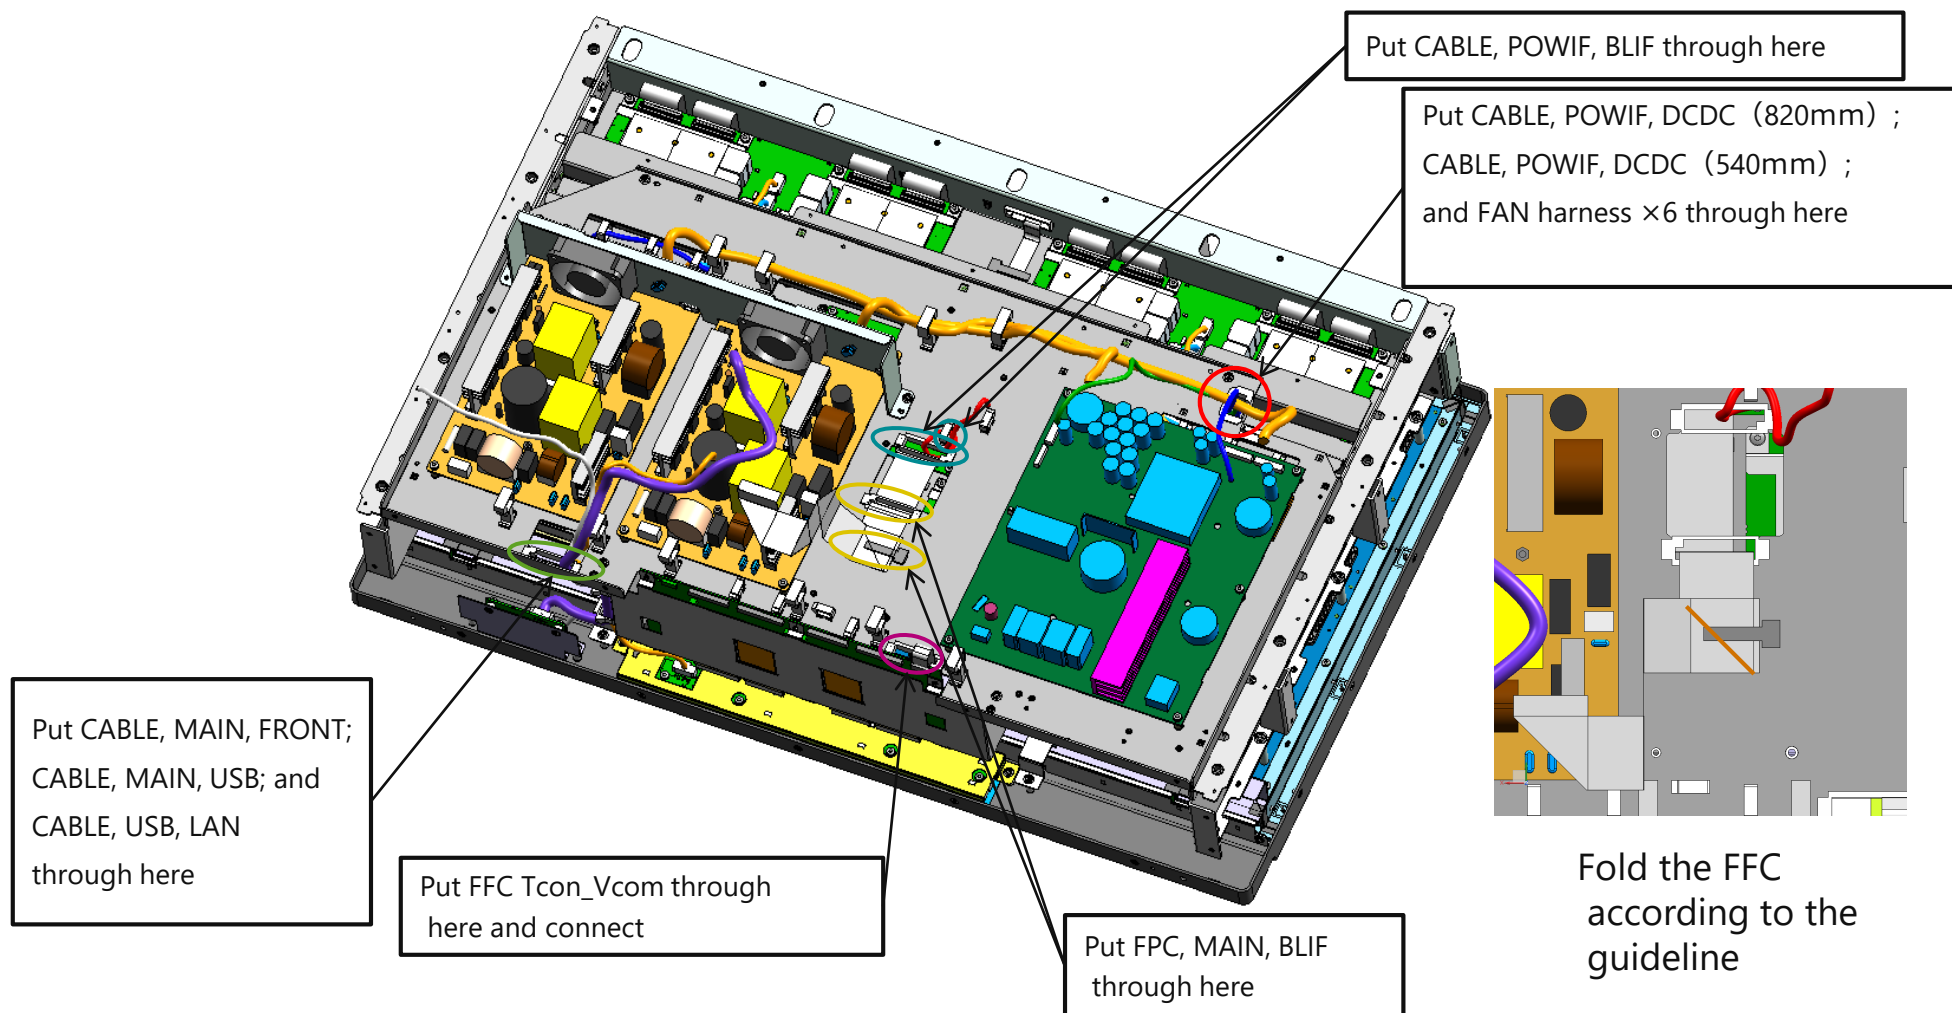 Put CABLE, POWIF, BLIF through here
Put CABLE, POWIF, DCDC（820mm）;
CABLE, POWIF, DCDC（540mm）;
and FAN harness ×6 through here
Put CABLE, MAIN, FRONT;
CABLE, MAIN, USB; and
CABLE, USB, LAN
through here
Put FFC Tcon_Vcom through
here and connect
Put FPC, MAIN, BLIF
through here
Fold the FFC
according to the
guideline